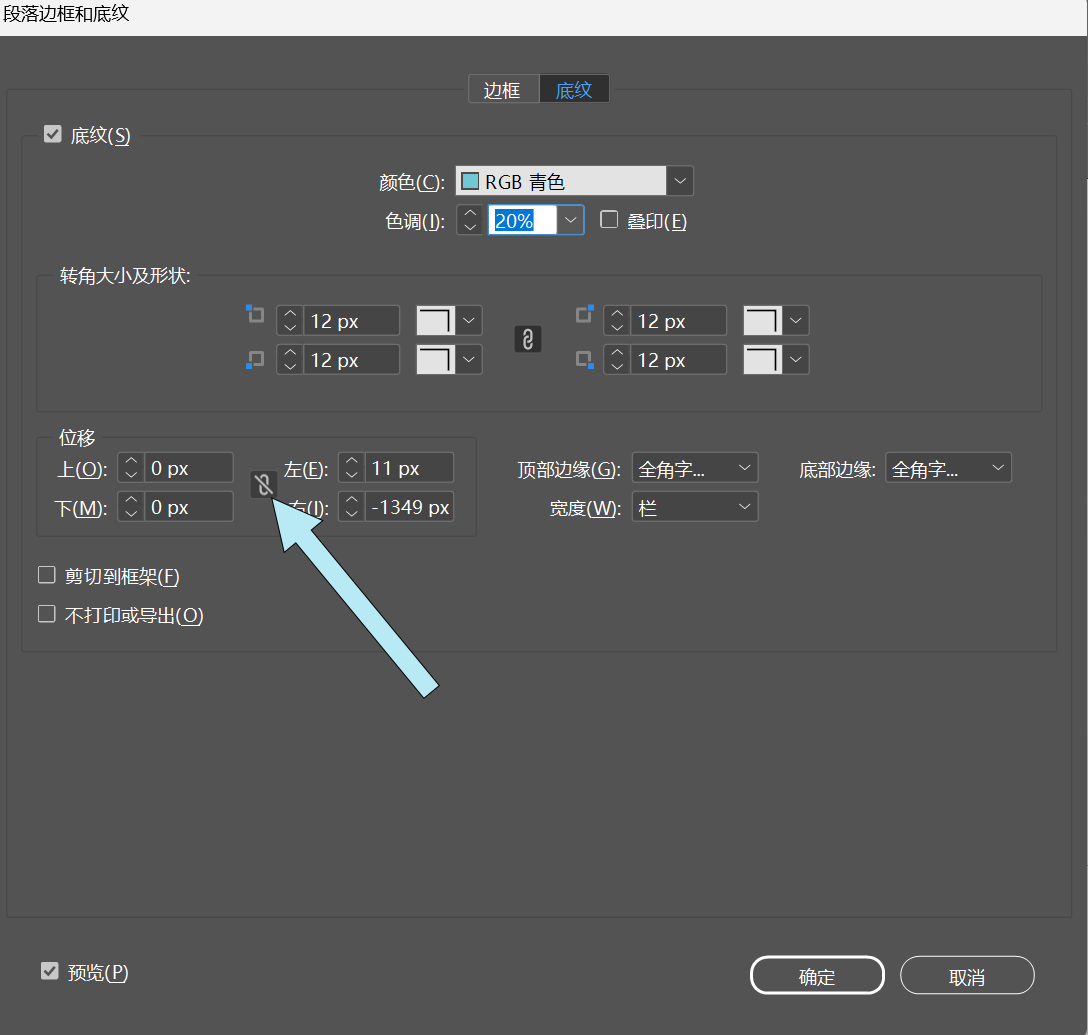 段落边框和底纹
边框 底纹
底纹(S)
颜色(C): RGB 青色
色调(I): 20% 叠印(E)
转角大小及形状:
12 px 12 px
12 px 12 px
位移
上(O): 0 px 左(E): 11 px 顶部边缘(G): 全角字... 底部边缘: 全角字...
下(M): 0 px 右(I): -1349 px 宽度(W): 栏
剪切到框架(F)
不打印或导出(O)
预览(P) 确定 取消